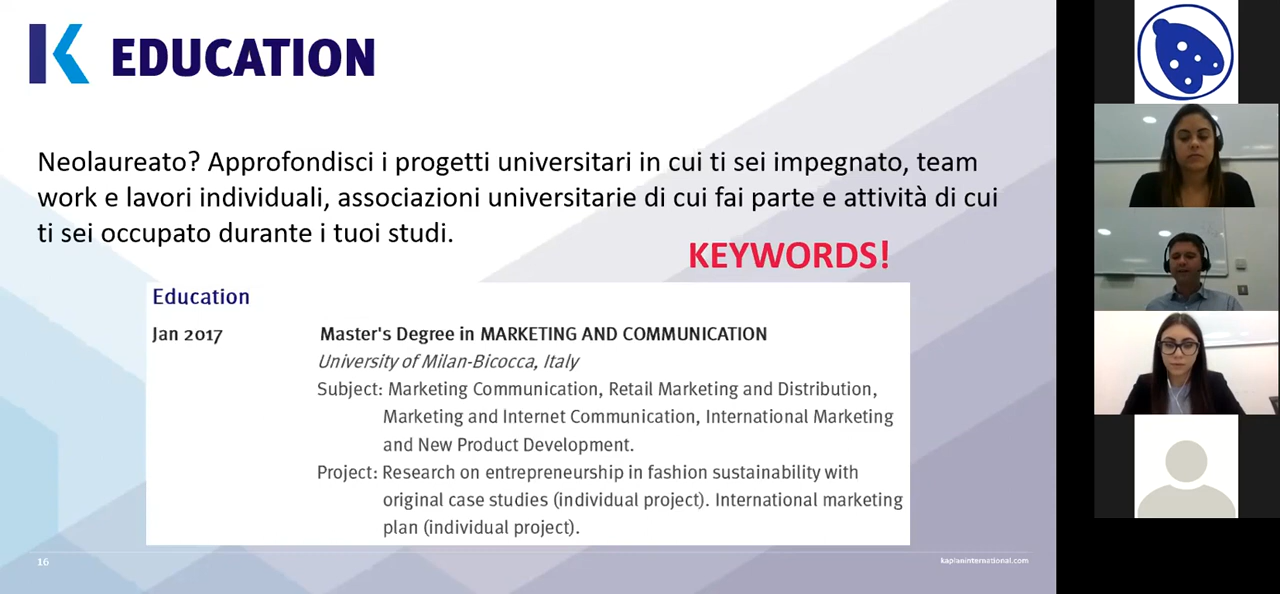 K EDUCATION
Neolaureato? Approfondisci i progetti universitari in cui ti sei impegnato, team
work e lavori individuali, associazioni universitarie di cui fai parte e attività di cui
ti sei occupato durante i tuoi studi.
KEYWORDS!
Education
Jan 2017 Master's Degree in MARKETING AND COMMUNICATION
University of Milan-Bicocca, Italy
Subject: Marketing Communication, Retail Marketing and Distribution,
Marketing and Internet Communication, International Marketing
and New Product Development.
Project: Research on entrepreneurship in fashion sustainability with
original case studies (individual project). International marketing
plan (individual project).
16
kaplaninternational.com